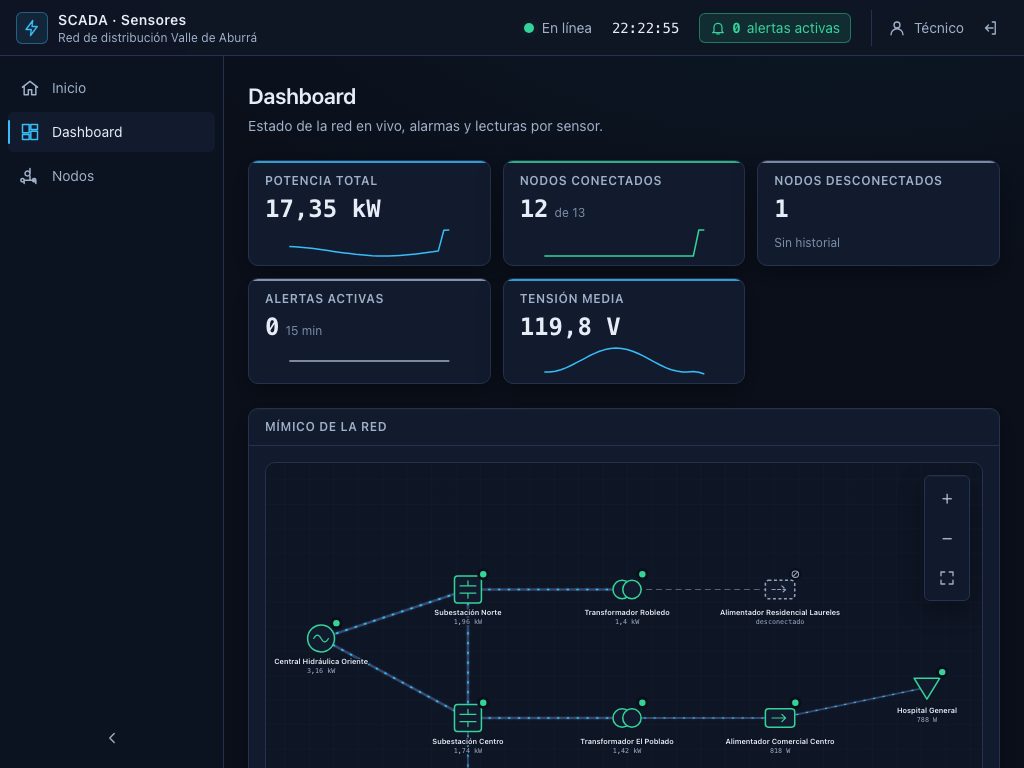 SCADA · Sensores
Red de distribución Valle de Aburrá
En línea
22:22:55
0 alertas activas
Técnico
Inicio
Dashboard
Nodos
Dashboard
Estado de la red en vivo, alarmas y lecturas por sensor.
POTENCIA TOTAL
17,35 kW
NODOS CONECTADOS
12 de 13
NODOS DESCONECTADOS
1
Sin historial
ALERTAS ACTIVAS
0 15 min
TENSIÓN MEDIA
119,8 V
MÍMICO DE LA RED
+
−
Subestación Norte
1,96 kW
Transformador Robledo
1,4 kW
Alimentador Residencial Laureles
desconectado
Central Hidráulica Oriente
3,16 kW
Hospital General
788 W
Subestación Centro
1,74 kW
Transformador El Poblado
1,42 kW
Alimentador Comercial Centro
818 W